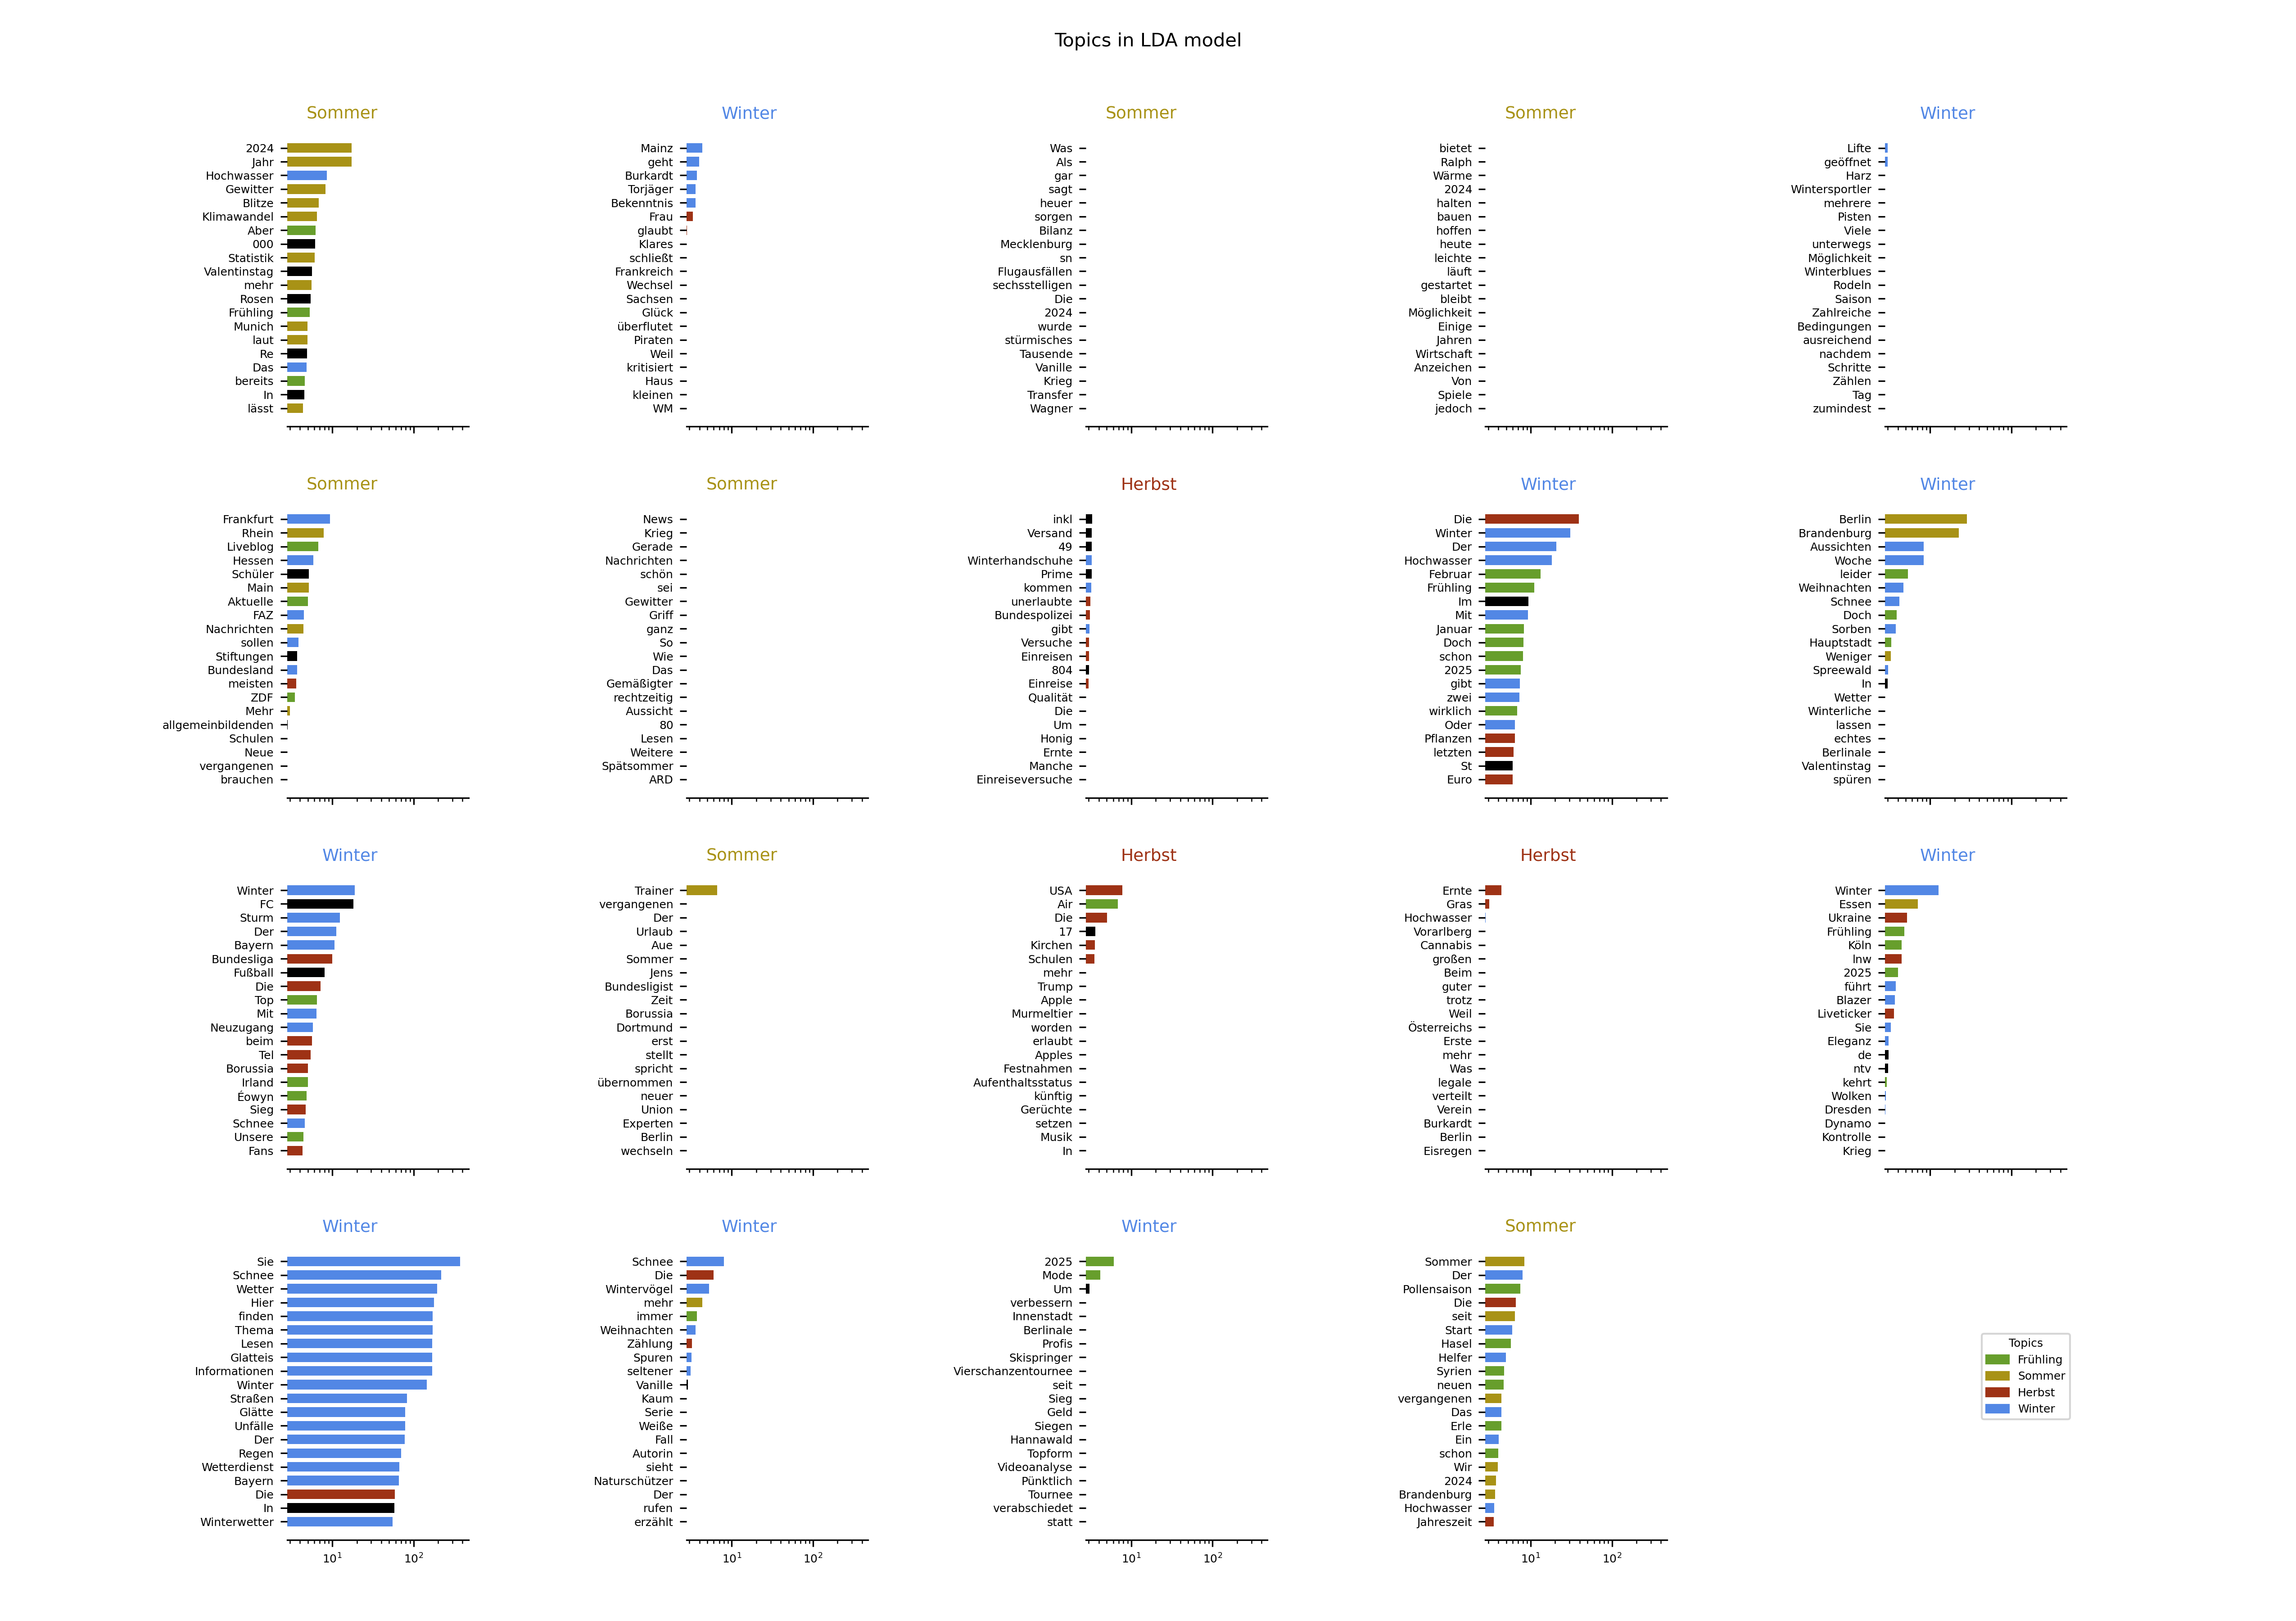 Topics in LDA model
Sommer
2024
Jahr
Hochwasser
Gewitter
Blitze
Klimawandel
Aber
000
Statistik
Valentinstag
mehr
Rosen
Frühling
Munich
laut
Re
Das
bereits
In
lässt
Winter
Mainz
geht
Burkardt
Torjäger
Bekenntnis
Frau
glaubt
Klares
schließt
Frankreich
Wechsel
Sachsen
Glück
überflutet
Piraten
Weil
kritisiert
Haus
kleinen
WM
Sommer
Was
Als
gar
sagt
heuer
sorgen
Bilanz
Mecklenburg
sn
Flugausfällen
sechsstelligen
Die
2024
wurde
stürmisches
Tausende
Vanille
Krieg
Transfer
Wagner
Sommer
bietet
Ralph
Wärme
2024
halten
bauen
hoffen
heute
leichte
läuft
gestartet
bleibt
Möglichkeit
Einige
Jahren
Wirtschaft
Anzeichen
Von
Spiele
jedoch
Winter
Lifte
geöffnet
Harz
Wintersportler
mehrere
Pisten
Viele
unterwegs
Möglichkeit
Winterblues
Rodeln
Saison
Zahlreiche
Bedingungen
ausreichend
nachdem
Schritte
Zählen
Tag
zumindest
Sommer
Frankfurt
Rhein
Liveblog
Hessen
Schüler
Main
Aktuelle
FAZ
Nachrichten
sollen
Stiftungen
Bundesland
meisten
ZDF
Mehr
allgemeinbildenden
Schulen
Neue
vergangenen
brauchen
Sommer
News
Krieg
Gerade
Nachrichten
schön
sei
Gewitter
Griff
ganz
So
Wie
Das
Gemäßigter
rechtzeitig
Aussicht
80
Lesen
Weitere
Spätsommer
ARD
Herbst
inkl
Versand
49
Winterhandschuhe
Prime
kommen
unerlaubte
Bundespolizei
gibt
Versuche
Einreisen
804
Einreise
Qualität
Die
Um
Honig
Ernte
Manche
Einreiseversuche
Winter
Die
Winter
Der
Hochwasser
Februar
Frühling
Im
Mit
Januar
Doch
schon
2025
gibt
zwei
wirklich
Oder
Pflanzen
letzten
St
Euro
Winter
Berlin
Brandenburg
Aussichten
Woche
leider
Weihnachten
Schnee
Doch
Sorben
Hauptstadt
Weniger
Spreewald
In
Wetter
Winterliche
lassen
echtes
Berlinale
Valentinstag
spüren
Winter
Winter
FC
Sturm
Der
Bayern
Bundesliga
Fußball
Die
Top
Mit
Neuzugang
beim
Tel
Borussia
Irland
Éowyn
Sieg
Schnee
Unsere
Fans
Sommer
Trainer
vergangenen
Der
Urlaub
Aue
Sommer
Jens
Bundesligist
Zeit
Borussia
Dortmund
erst
stellt
spricht
übernommen
neuer
Union
Experten
Berlin
wechseln
Herbst
USA
Air
Die
17
Kirchen
Schulen
mehr
Trump
Apple
Murmeltier
worden
erlaubt
Apples
Festnahmen
Aufenthaltsstatus
künftig
Gerüchte
setzen
Musik
In
Herbst
Ernte
Gras
Hochwasser
Vorarlberg
Cannabis
großen
Beim
guter
trotz
Weil
Österreichs
Erste
mehr
Was
legale
verteilt
Verein
Burkardt
Berlin
Eisregen
Winter
Winter
Essen
Ukraine
Frühling
Köln
lnw
2025
führt
Blazer
Liveticker
Sie
Eleganz
de
ntv
kehrt
Wolken
Dresden
Dynamo
Kontrolle
Krieg
Winter
Sie
Schnee
Wetter
Hier
finden
Thema
Lesen
Glatteis
Informationen
Winter
Straßen
Glätte
Unfälle
Der
Regen
Wetterdienst
Bayern
Die
In
Winterwetter
10¹ 10²
Winter
Schnee
Die
Wintervögel
mehr
immer
Weihnachten
Zählung
Spuren
seltener
Vanille
Kaum
Serie
Weiße
Fall
Autorin
sieht
Naturschützer
Der
rufen
erzählt
10¹ 10²
Winter
2025
Mode
Um
verbessern
Innenstadt
Berlinale
Profis
Skispringer
Vierschanzentournee
seit
Sieg
Geld
Siegen
Hannawald
Topform
Videoanalyse
Pünktlich
Tournee
verabschiedet
statt
10¹ 10²
Sommer
Sommer
Der
Pollensaison
Die
seit
Start
Hasel
Helfer
Syrien
neuen
vergangenen
Das
Erle
Ein
schon
Wir
2024
Brandenburg
Hochwasser
Jahreszeit
10¹ 10²
Topics
Frühling
Sommer
Herbst
Winter